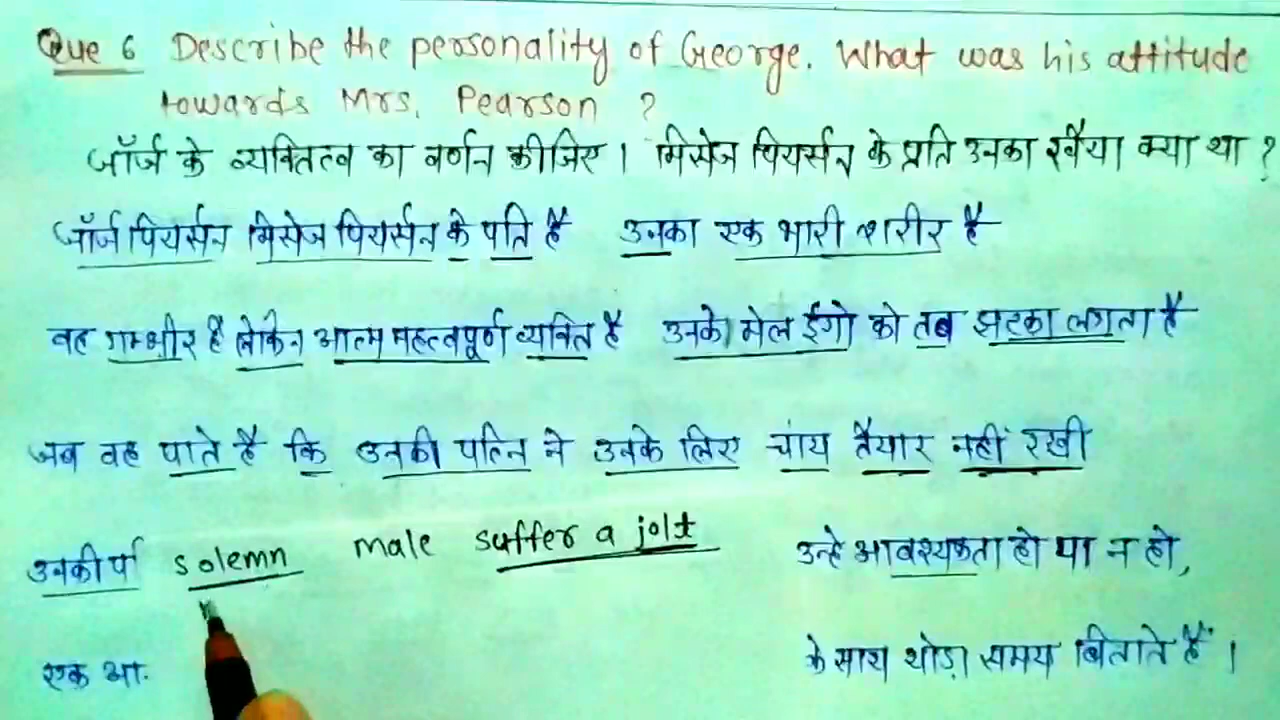 Que 6 Describe the personality of George. What was his attitude
towards Mrs. Pearson ?
जॉर्ज के व्यक्तित्व का वर्णन कीजिए । मिसेज पियर्सन के प्रति उनका रवैया क्या था ?
जॉर्ज पियर्सन मिसेज पियर्सन के पति है उनका एक भारी शरीर है
वह गम्भीर है लेकिन आत्म महत्वपूर्ण व्यक्ति है उनके मेल ईगो को तब झटका लगता है
जब वह पाते है कि उनकी पत्नि ने उनके लिए चाय तैयार नहीं रखी
उनकी solemn male suffer a jolt उन्हे आवश्यकता हो या न हो,
एक के साथ थोड़ा समय बिताते हैं ।